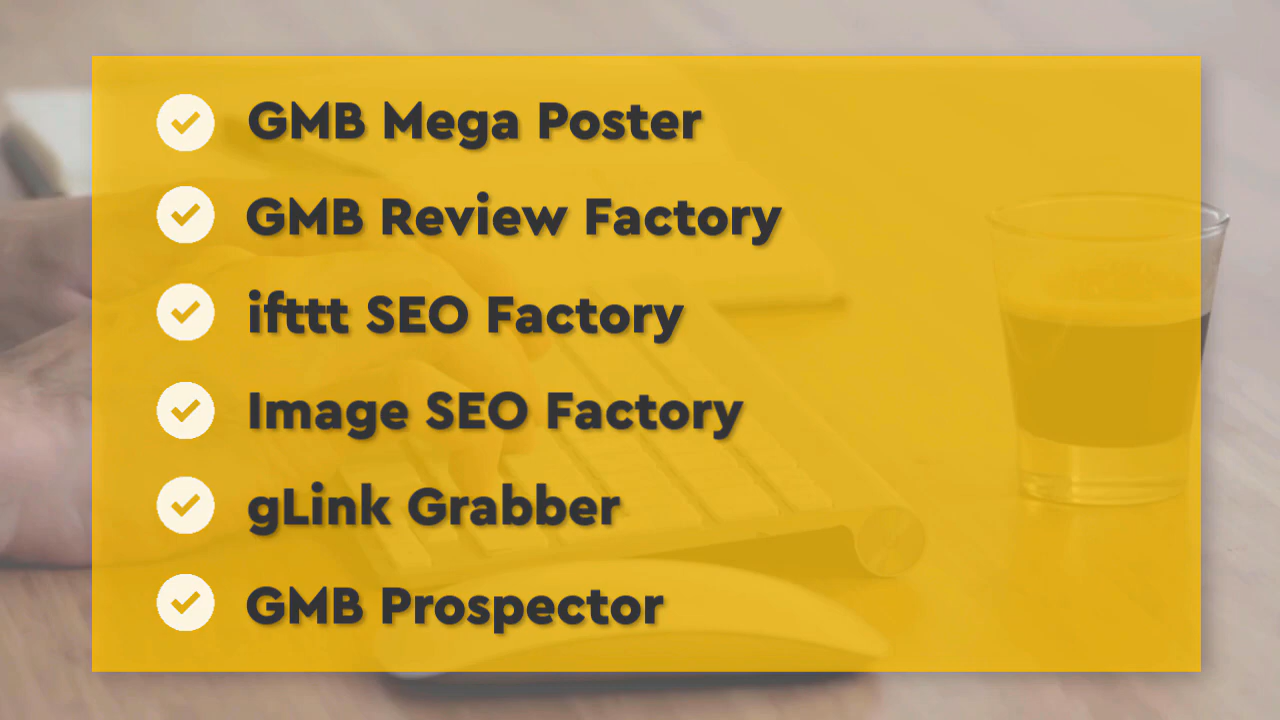 GMB Mega Poster
GMB Review Factory
ifttt SEO Factory
Image SEO Factory
gLink Grabber
GMB Prospector